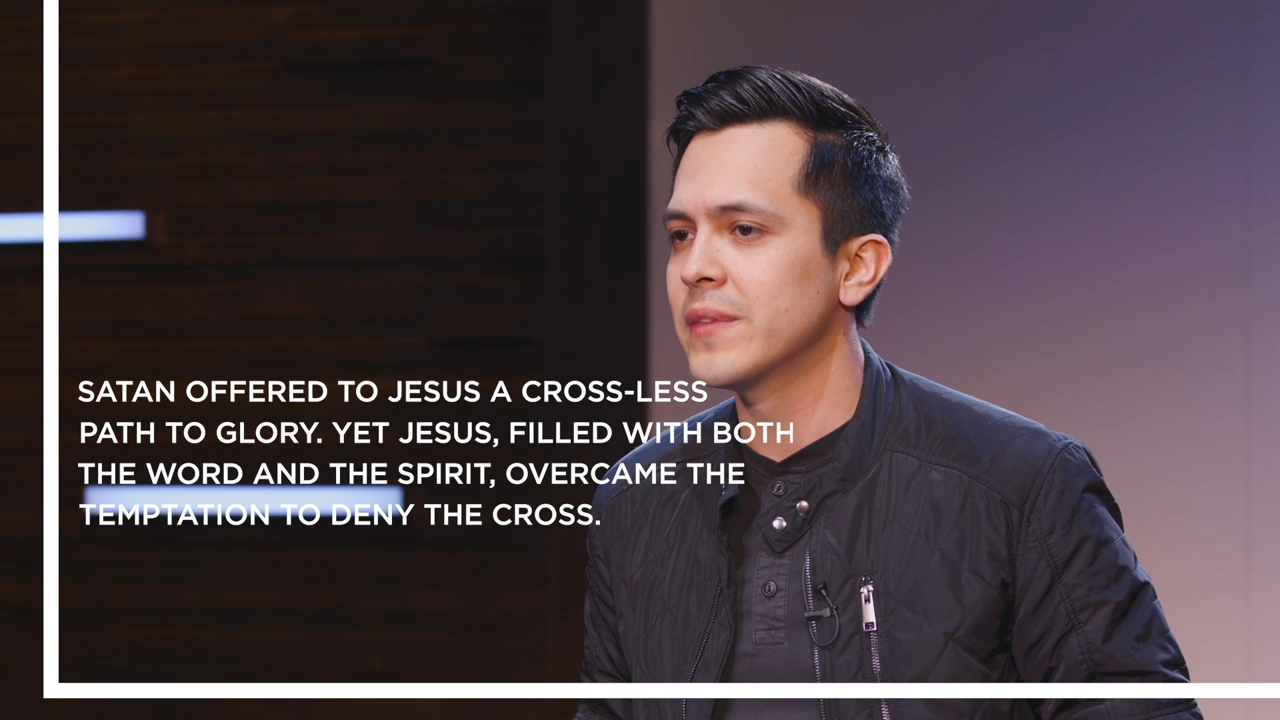 SATAN OFFERED TO JESUS A CROSS-LESS
PATH TO GLORY. YET JESUS, FILLED WITH BOTH
THE WORD AND THE SPIRIT, OVERCAME THE
TEMPTATION TO DENY THE CROSS.